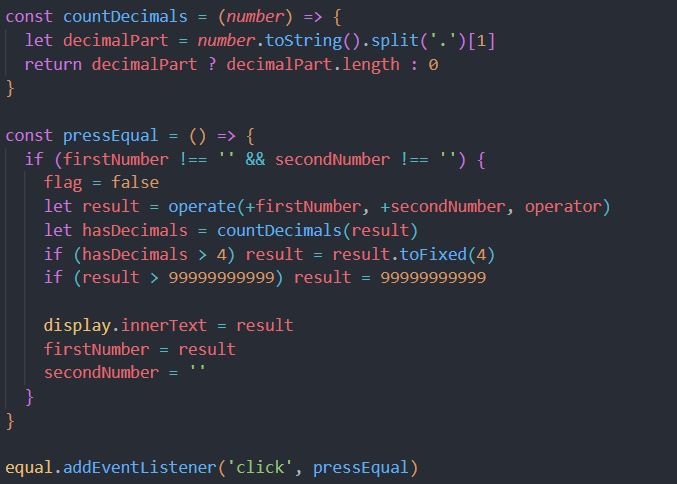 const countDecimals = (number) => {
  let decimalPart = number.toString().split('.')[1]
  return decimalPart ? decimalPart.length : 0
}

const pressEqual = () => {
  if (firstNumber !== '' && secondNumber !== '') {
    flag = false
    let result = operate(+firstNumber, +secondNumber, operator)
    let hasDecimals = countDecimals(result)
    if (hasDecimals > 4) result = result.toFixed(4)
    if (result > 99999999999) result = 99999999999

    display.innerText = result
    firstNumber = result
    secondNumber = ''
  }
}

equal.addEventListener('click', pressEqual)